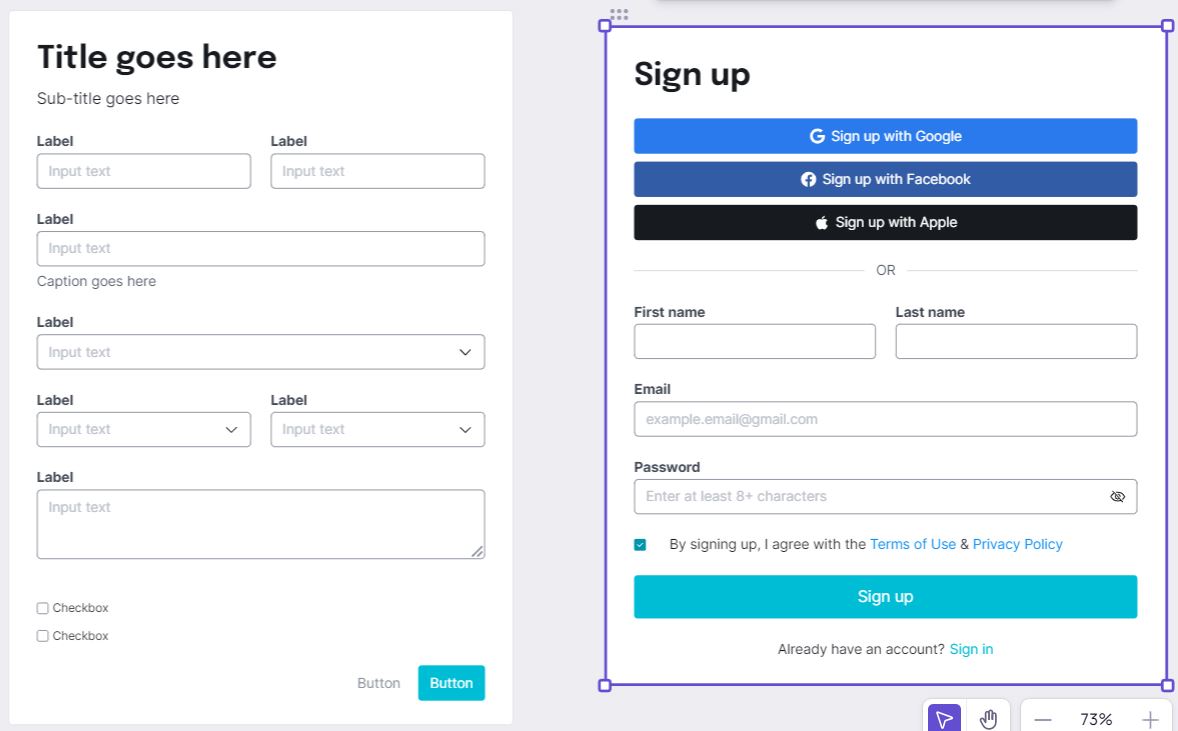 Title goes here
Sub-title goes here
Label Label
Input text Input text
Label
Input text
Caption goes here
Label
Input text
Label Label
Input text Input text
Label
Input text
Checkbox
Checkbox
Button Button
Sign up
Sign up with Google
Sign up with Facebook
Sign up with Apple
OR
First name Last name
Email
example.email@gmail.com
Password
Enter at least 8+ characters
By signing up, I agree with the Terms of Use & Privacy Policy
Sign up
Already have an account? Sign in
73%